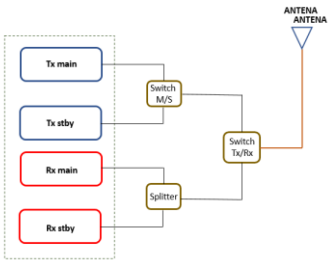 ANTENA
ANTENA
Tx main
Switch
M/S
Tx stby
Switch
Tx/Rx
Rx main
Splitter
Rx stby